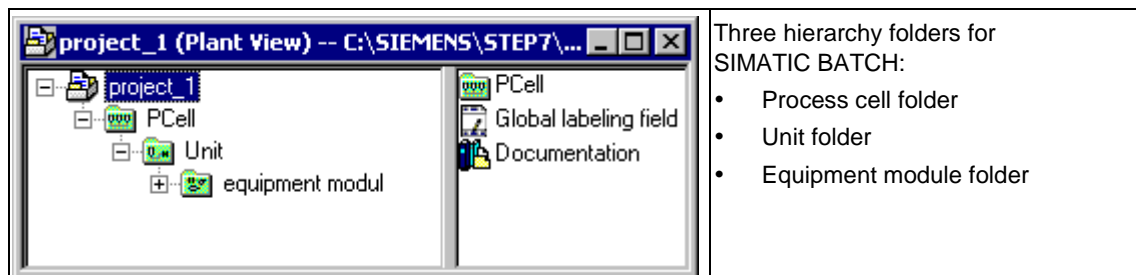 project_1 (Plant View) -- C:\SIEMENS\STEP7\...
project_1
PCell
Unit
equipment modul
PCell
Global labeling field
Documentation
Three hierarchy folders for
SIMATIC BATCH:
• Process cell folder
• Unit folder
• Equipment module folder